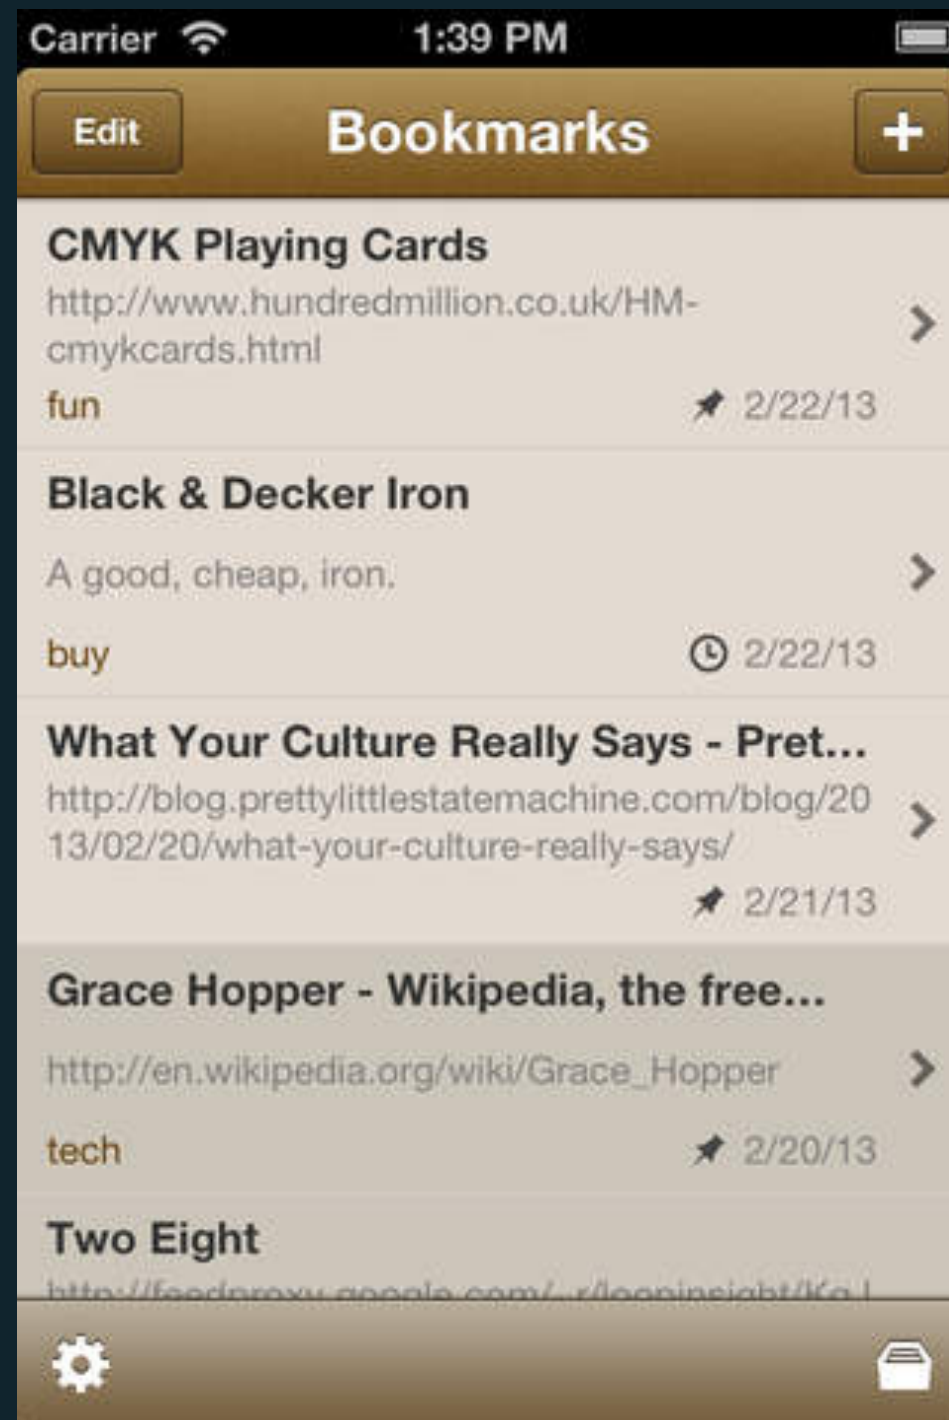 Carrier 1:39 PM
Edit Bookmarks +
CMYK Playing Cards
http://www.hundredmillion.co.uk/HM-
cmykcards.html
fun 2/22/13
Black & Decker Iron
A good, cheap, iron.
buy 2/22/13
What Your Culture Really Says - Pret...
http://blog.prettylittlestatemachine.com/blog/20
13/02/20/what-your-culture-really-says/
2/21/13
Grace Hopper - Wikipedia, the free...
http://en.wikipedia.org/wiki/Grace_Hopper
tech 2/20/13
Two Eight